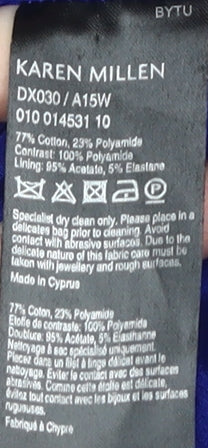 BYTU
KAREN MILLEN
DX030 / A15W
010 014531 10
77% Cotton, 23% Polyamide
Contrast: 100% Polyamide
Lining: 95% Acetate, 5% Elastane
P
Specialist dry clean only. Please place in a
delicates bag prior to cleaning. Avoid
contact with abrasive surfaces. Due to the
delicate nature of this fabric care must be
taken with jewellery and rough surfaces.
Made in Cyprus
77% Coton, 23% Polyamide
Etoffe de contraste: 100% Polyamide
Doublure: 95% Acétate, 5% Elasthanne
Nettoyage à sec spécialisé uniquement.
Placez dans un filet à linge délicat avant le
nettoyage. Eviter le contact avec des surfaces
abrasives. Comme cette étoffe est délicate,
évitez tout contact avec les bijoux et les surfaces
rugueuses.
Fabriqué à Chypre